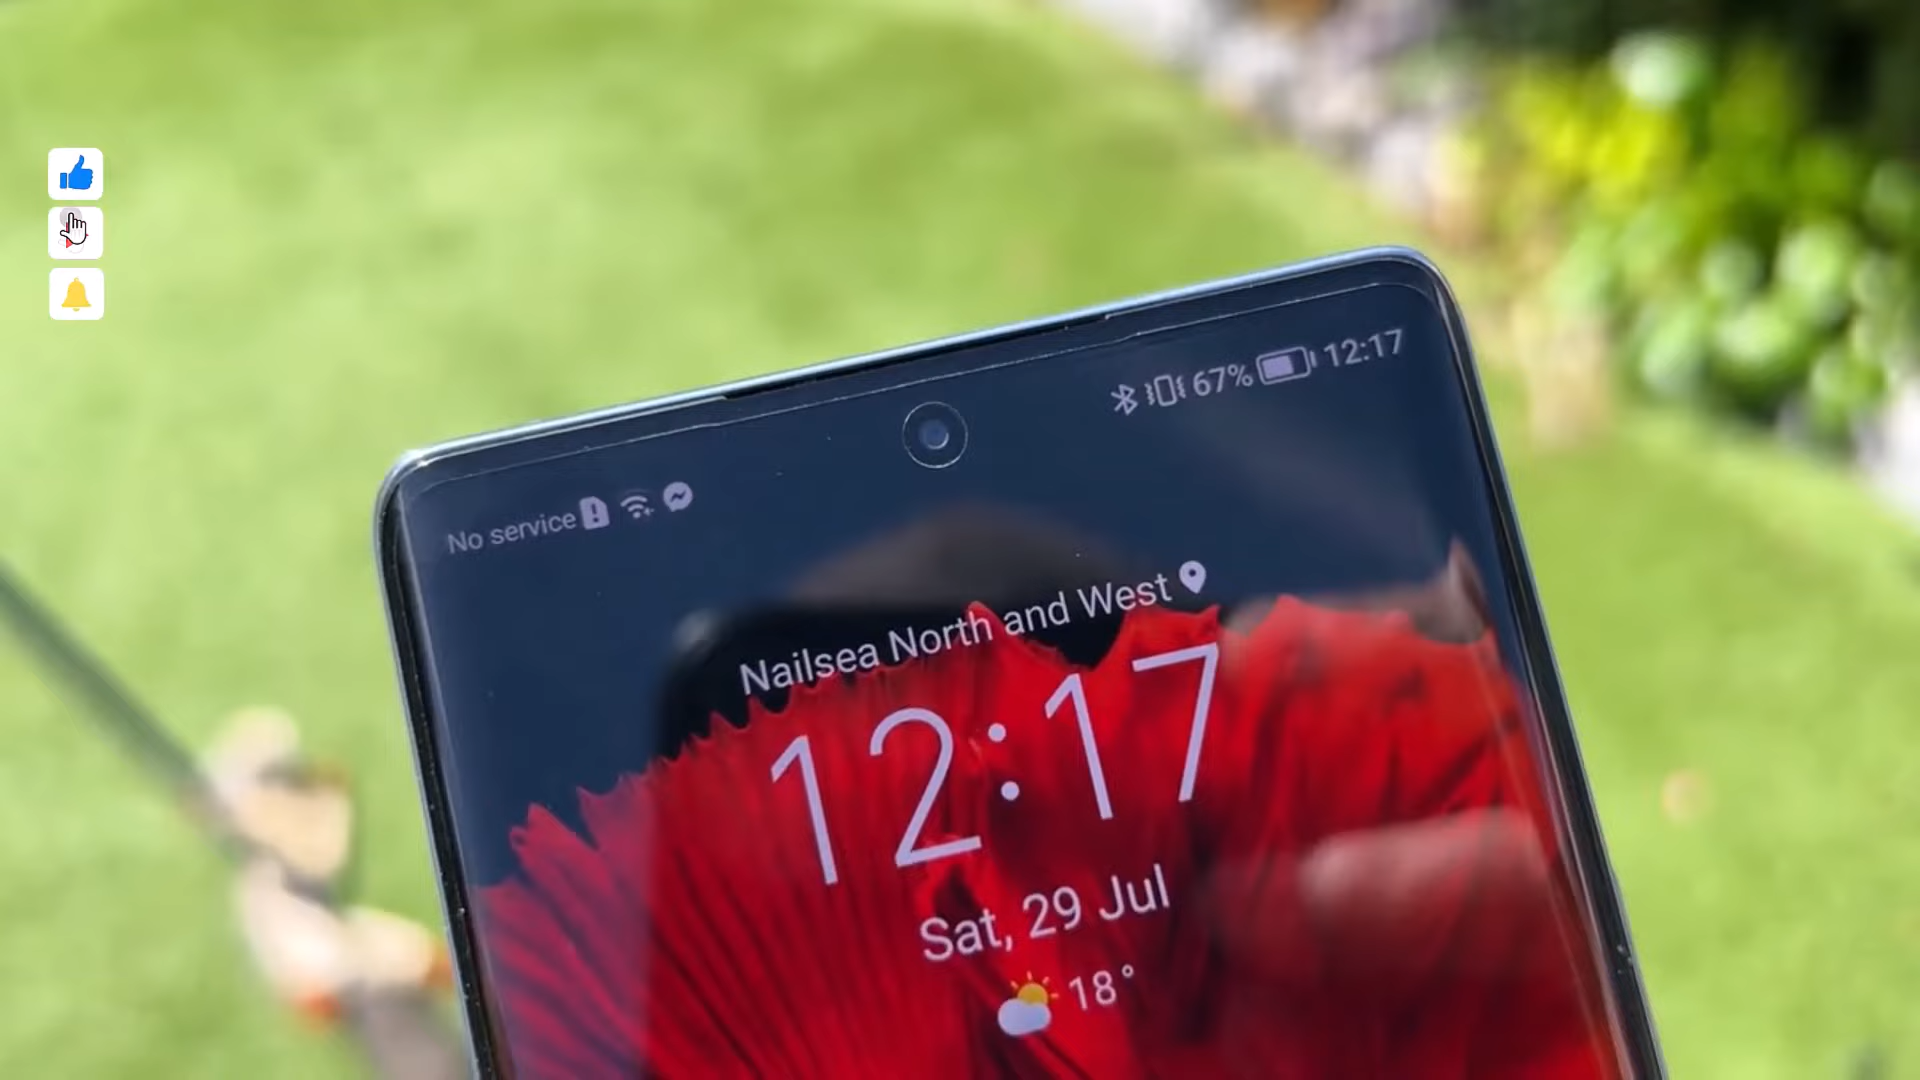 67% 12:17
No service
Nailsea North and West
12:17
Sat, 29 Jul
18°